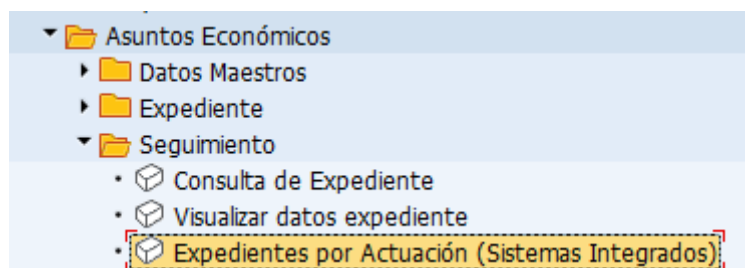 Asuntos Económicos
Datos Maestros
Expediente
Seguimiento
Consulta de Expediente
Visualizar datos expediente
Expedientes por Actuación (Sistemas Integrados)